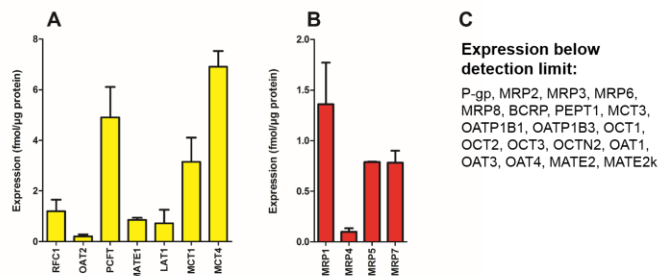 A
Expression (fmol/µg protein)
8
6
4
2
0
RFC1
OAT2
PCFT
MATE1
LAT1
MCT1
MCT4
B
Expression (fmol/µg protein)
2.0
1.5
1.0
0.5
0.0
MRP1
MRP4
MRP5
MRP7
C
Expression below
detection limit:
P-gp, MRP2, MRP3, MRP6,
MRP8, BCRP, PEPT1, MCT3,
OATP1B1, OATP1B3, OCT1,
OCT2, OCT3, OCTN2, OAT1,
OAT3, OAT4, MATE2, MATE2k